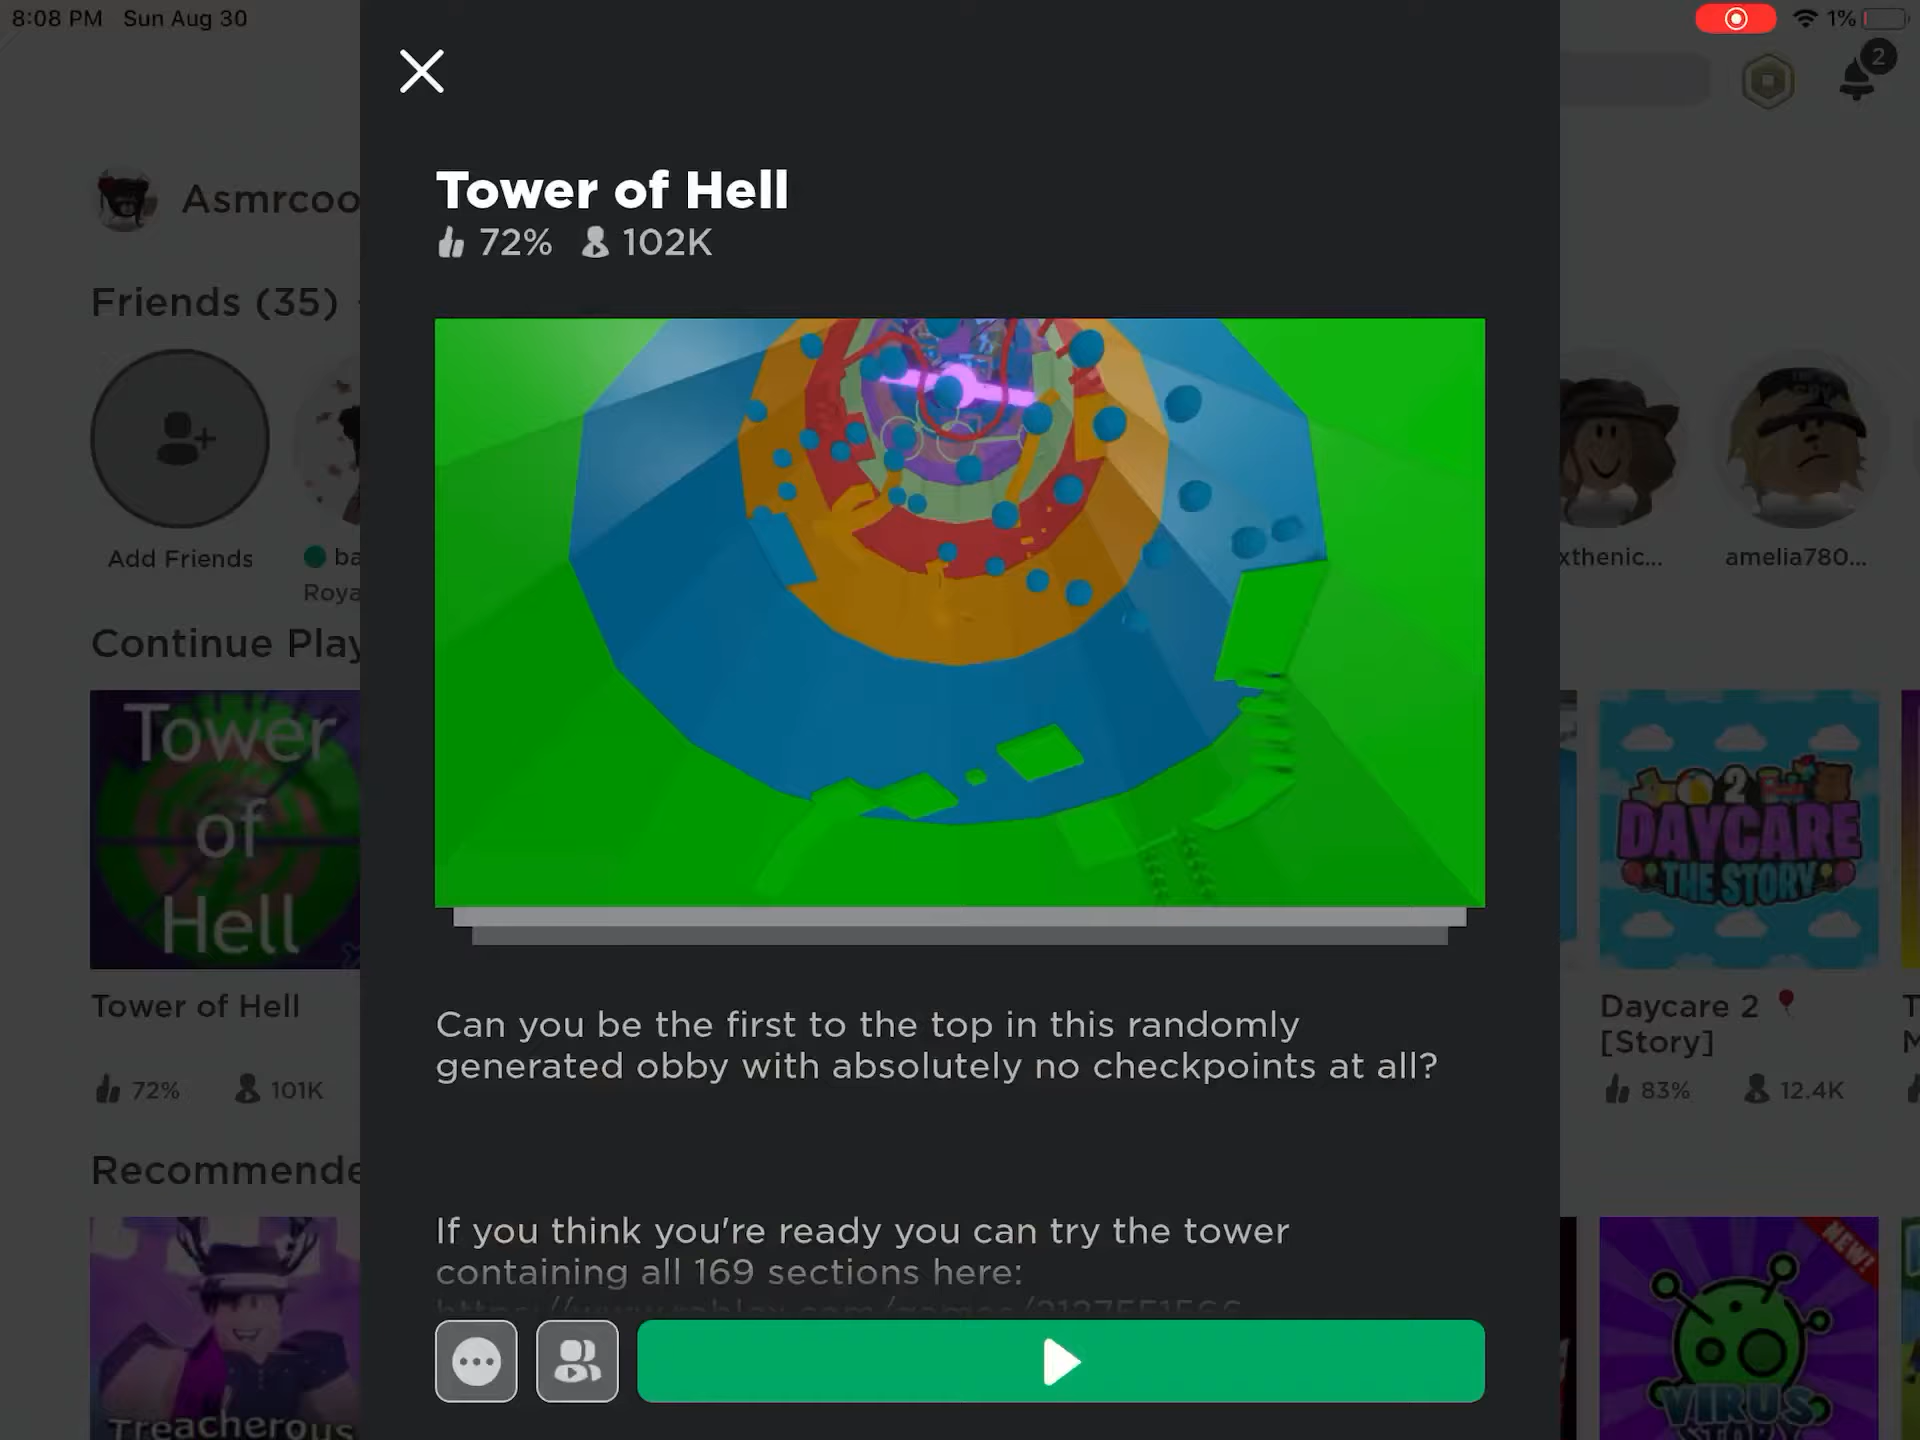 8:08 PM Sun Aug 30
1%
2
Asmrcoo
Tower of Hell
72% 102K
Friends (35)
Add Friends
ba
Roya
xthenic...
amelia780...
Continue Play
Tower
of
Hell
Tower of Hell
72% 101K
2
DAYCARE
THE STORY
Daycare 2
[Story]
83% 12.4K
Can you be the first to the top in this randomly
generated obby with absolutely no checkpoints at all?
Recommende
If you think you're ready you can try the tower
containing all 169 sections here:
Treacherous
NEW!
VIRUS
STORY